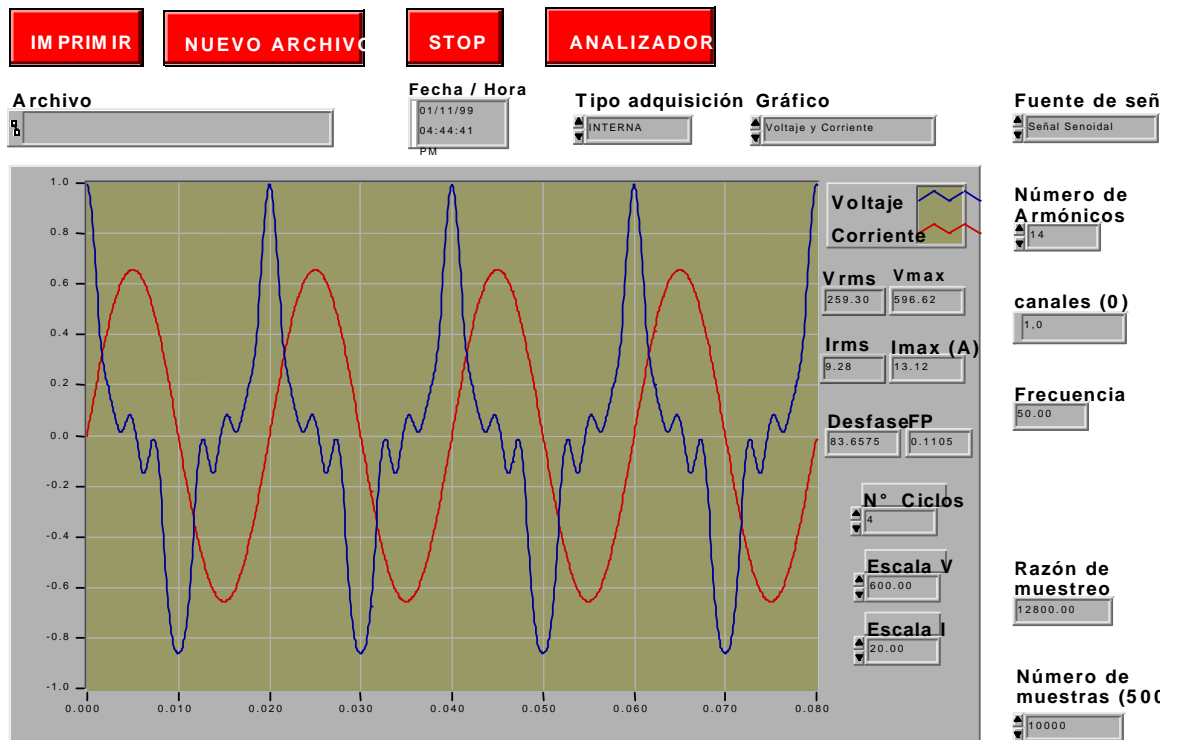 IMPRIMIR
NUEVO ARCHIVO
STOP
ANALIZADOR
Archivo
Fecha / Hora
01/11/99
04:44:41
PM
Tipo adquisición
INTERNA
Gráfico
Voltaje y Corriente
Fuente de señ
Señal Senoidal
Número de
Armónicos
14
canales (0)
1,0
Frecuencia
50.00
Razón de
muestreo
12800.00
Número de
muestras (500
10000
Voltaje
Corriente
Vrms
259.30
Vmax
596.62
Irms
9.28
Imax (A)
13.12
Desfase
83.6575
FP
0.1105
N° Ciclos
4
Escala V
600.00
Escala I
20.00
1.0
0.8
0.6
0.4
0.2
0.0
-0.2
-0.4
-0.6
-0.8
-1.0
0.000
0.010
0.020
0.030
0.040
0.050
0.060
0.070
0.080